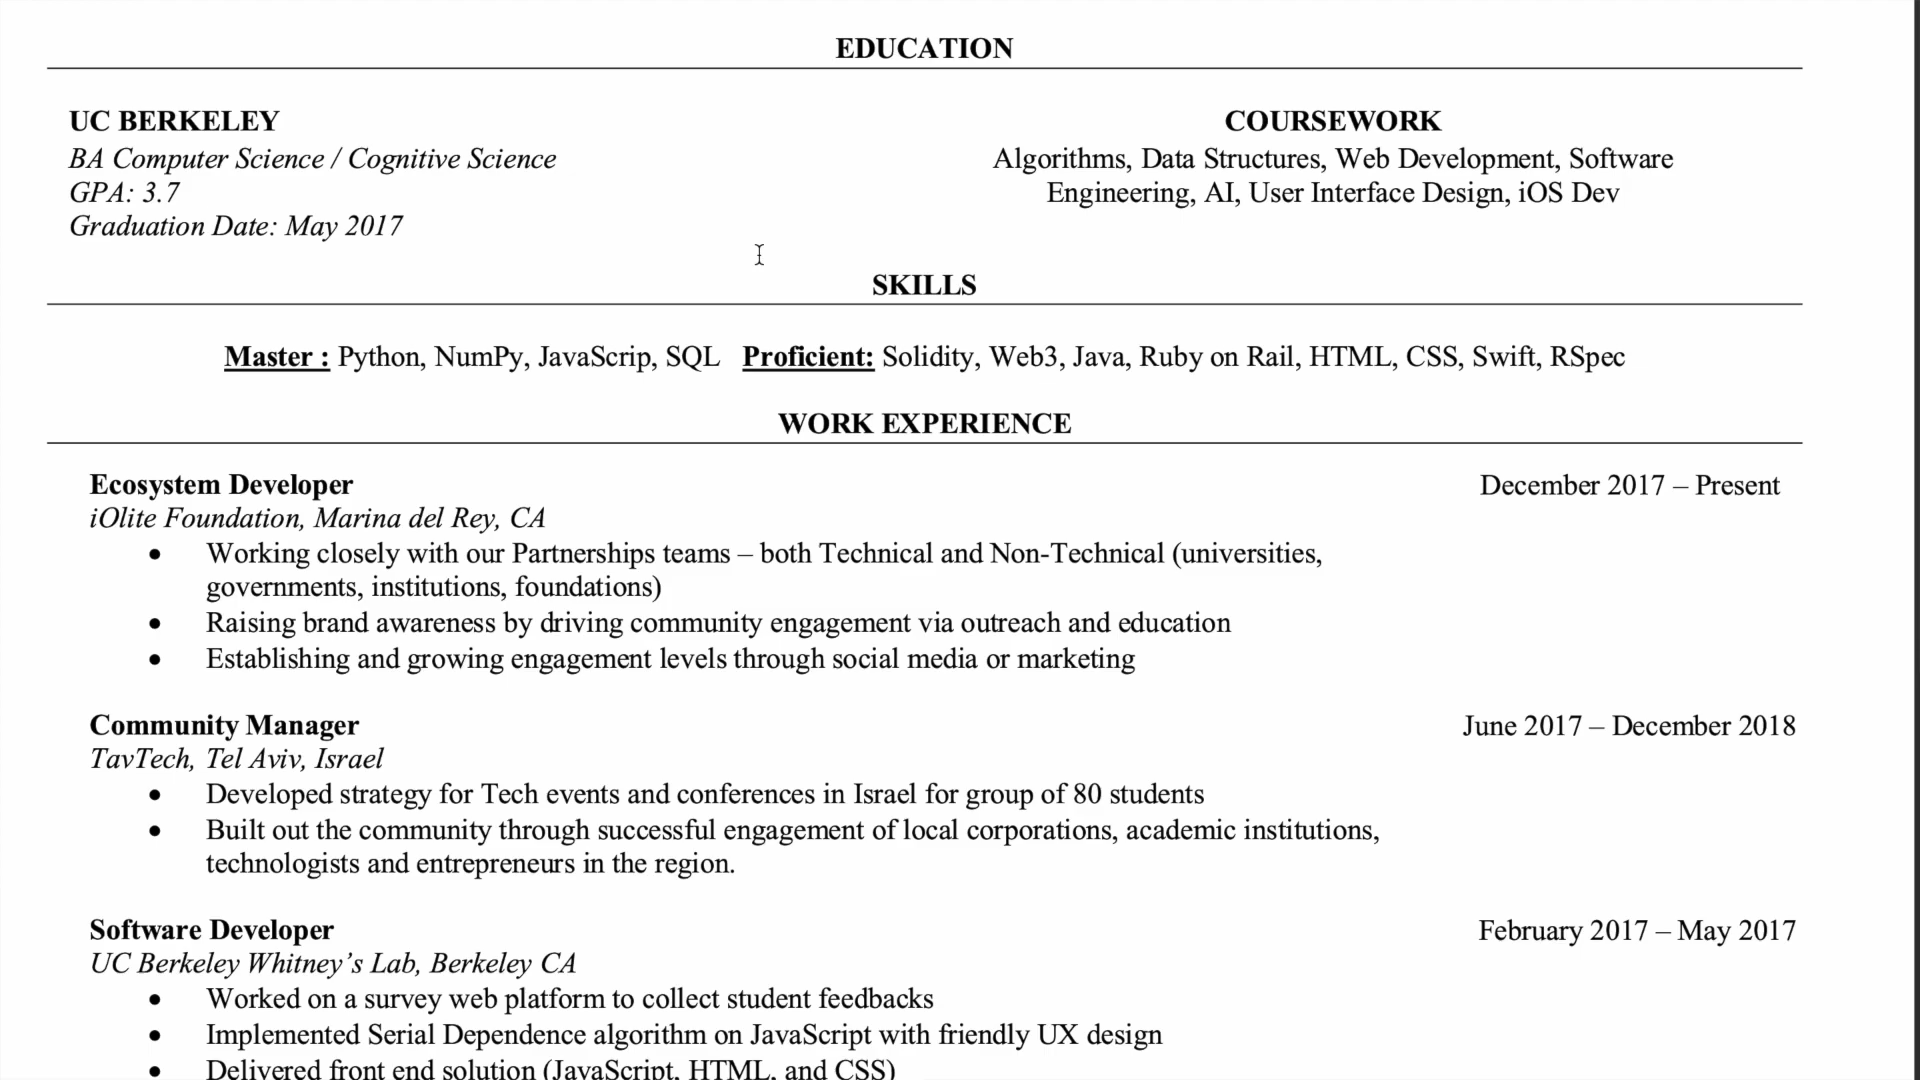 EDUCATION
UC BERKELEY
BA Computer Science / Cognitive Science
GPA: 3.7
Graduation Date: May 2017
COURSEWORK
Algorithms, Data Structures, Web Development, Software
Engineering, AI, User Interface Design, iOS Dev
SKILLS
Master : Python, NumPy, JavaScrip, SQL Proficient: Solidity, Web3, Java, Ruby on Rail, HTML, CSS, Swift, RSpec
WORK EXPERIENCE
Ecosystem Developer December 2017 – Present
iOlite Foundation, Marina del Rey, CA
• Working closely with our Partnerships teams – both Technical and Non-Technical (universities,
governments, institutions, foundations)
• Raising brand awareness by driving community engagement via outreach and education
• Establishing and growing engagement levels through social media or marketing
Community Manager June 2017 – December 2018
TavTech, Tel Aviv, Israel
• Developed strategy for Tech events and conferences in Israel for group of 80 students
• Built out the community through successful engagement of local corporations, academic institutions,
technologists and entrepreneurs in the region.
Software Developer February 2017 – May 2017
UC Berkeley Whitney’s Lab, Berkeley CA
• Worked on a survey web platform to collect student feedbacks
• Implemented Serial Dependence algorithm on JavaScript with friendly UX design
• Delivered front end solution (JavaScript, HTML, and CSS)